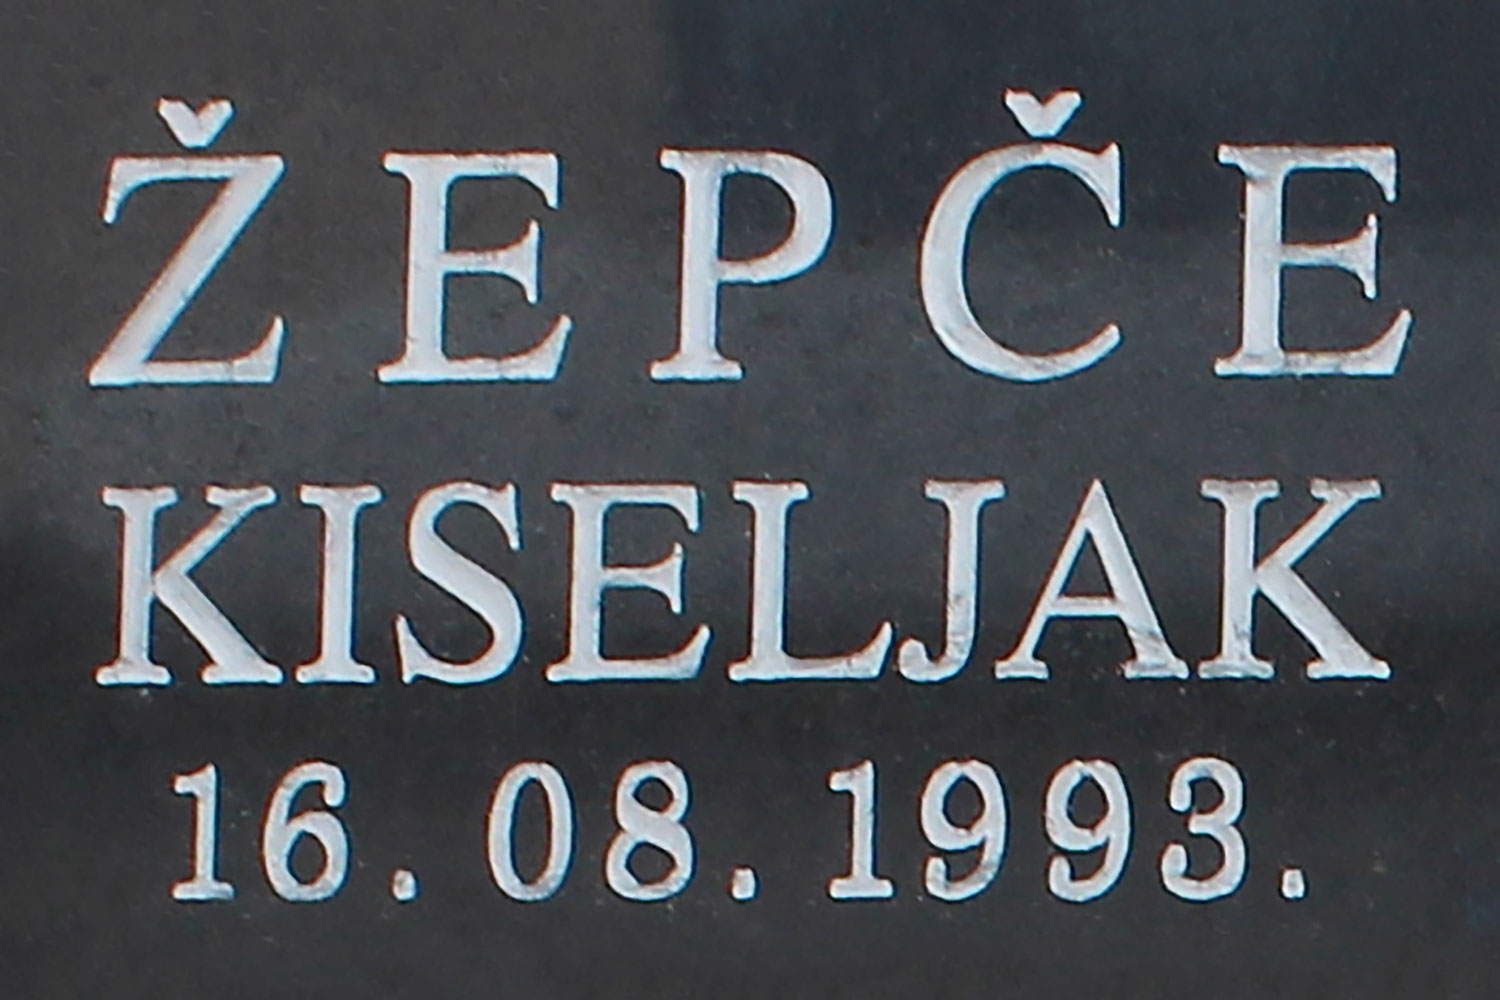 ŽEPČE
KISELJAK
16.08.1993.